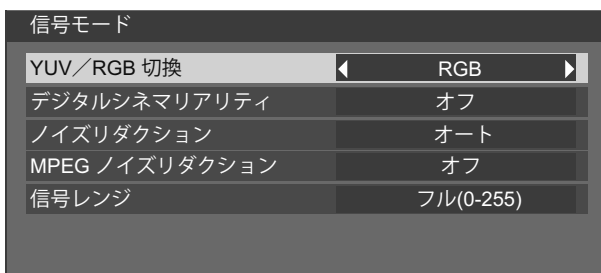 信号モード
YUV／RGB 切換 RGB
デジタルシネマリアリティ オフ
ノイズリダクション オート
MPEG ノイズリダクション オフ
信号レンジ フル(0-255)